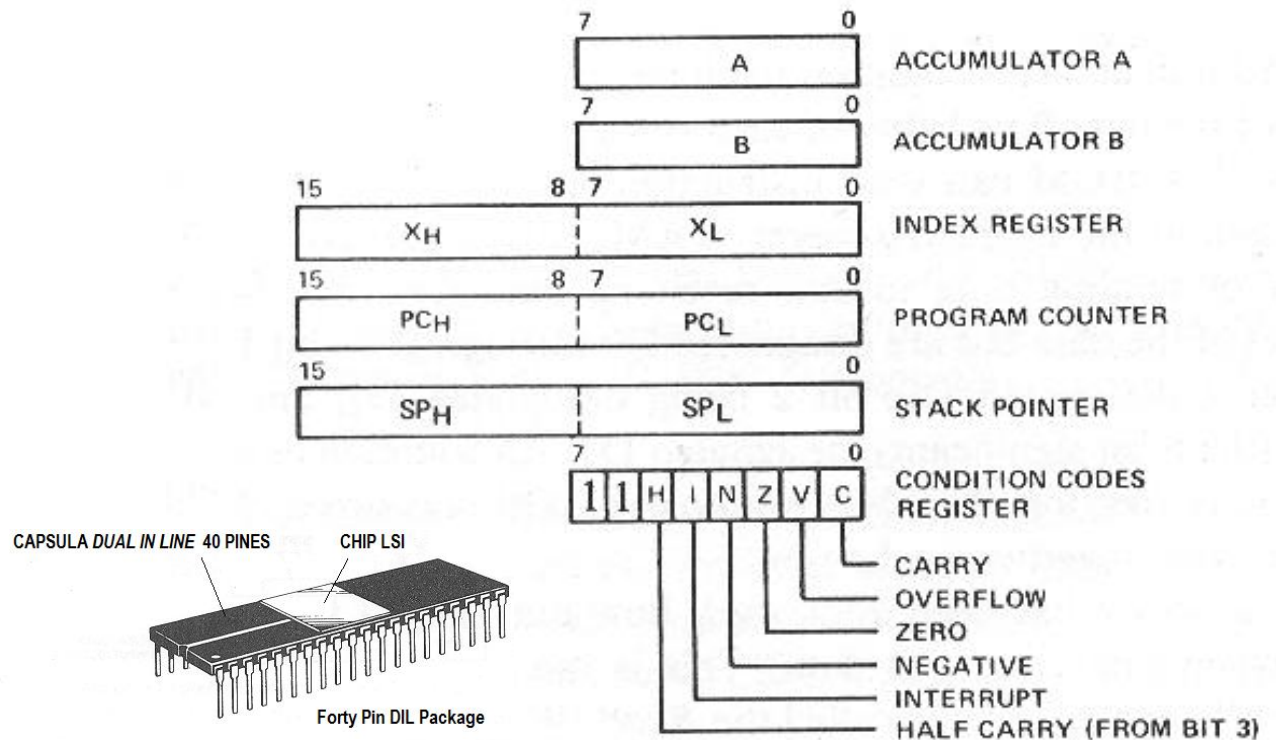 7 0
A ACCUMULATOR A
7 0
B ACCUMULATOR B
15 8 7 0
XH XL INDEX REGISTER
15 8 7 0
PCH PCL PROGRAM COUNTER
15 0
SPH SPL STACK POINTER
7 0
1 1 H I N Z V C CONDITION CODES
REGISTER
CARRY
OVERFLOW
ZERO
NEGATIVE
INTERRUPT
HALF CARRY (FROM BIT 3)
CAPSULA DUAL IN LINE 40 PINES CHIP LSI
Forty Pin DIL Package